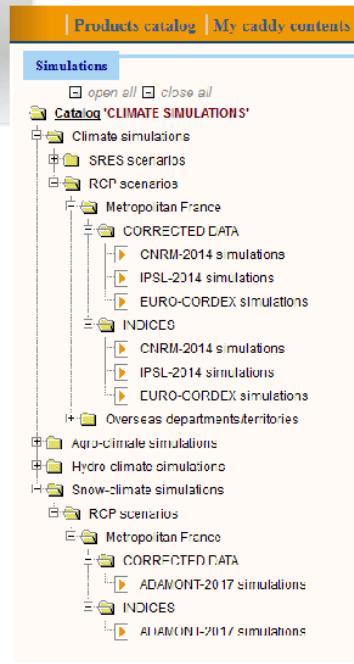 Products catalog | My caddy contents
Simulations
open all close all
Catalog 'CLIMATE SIMULATIONS'
Climate simulations
SRES scenarios
RCP scenarios
Metropolitan France
CORRECTED DATA
CNRM-2014 simulations
IPSL-2014 simulations
EURO-CORDEX simulations
INDICES
CNRM-2014 simulations
IPSL-2014 simulations
EURO-CORDEX simulations
Overseas departments/territories
Agro-climate simulations
Hydro-climate simulations
Snow-climate simulations
RCP scenarios
Metropolitan France
CORRECTED DATA
ADAMONT-2017 simulations
INDICES
ADAMONT-2017 simulations